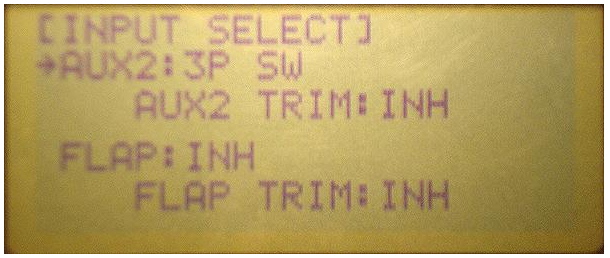 [INPUT SELECT]
→AUX2:3P SW
AUX2 TRIM:INH
FLAP:INH
FLAP TRIM:INH